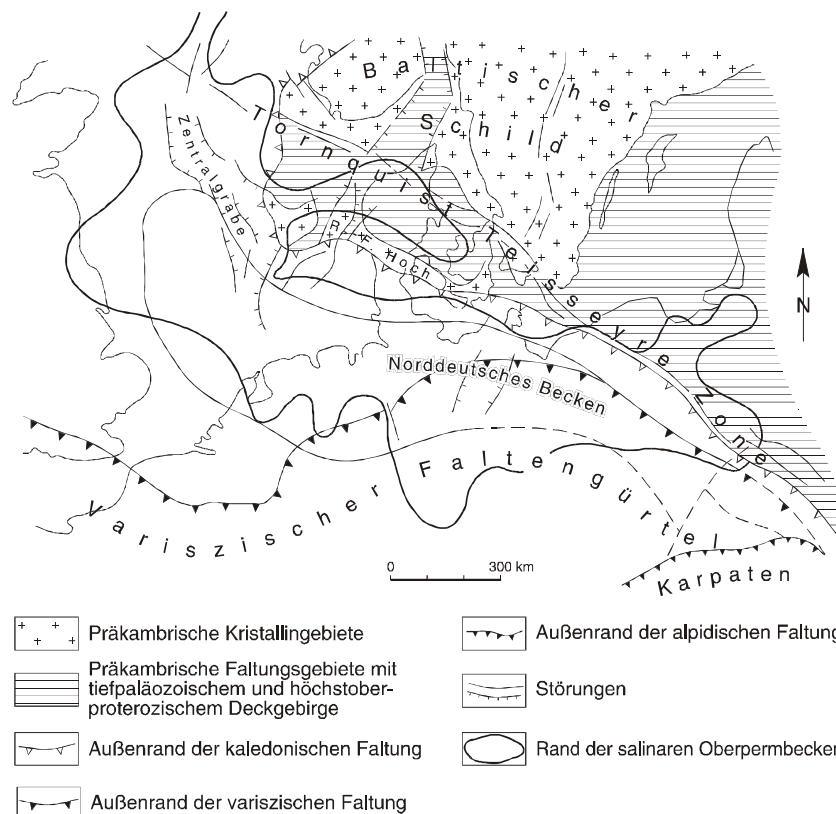 Baltischer
Schild
Tornquist Teisseyre Zone
Zentralgrabe
R.-F. Hoch
N
Norddeutsches Becken
Variszischer Faltengürtel
0 300 km
Karpaten
Präkambrische Kristallingebiete
Präkambrische Faltungsgebiete mit
tiefpaläozoischem und höchstober-
proterozischem Deckgebirge
Außenrand der kaledonischen Faltung
Außenrand der variszischen Faltung
Außenrand der alpidischen Faltung
Störungen
Rand der salinaren Oberpermbecken